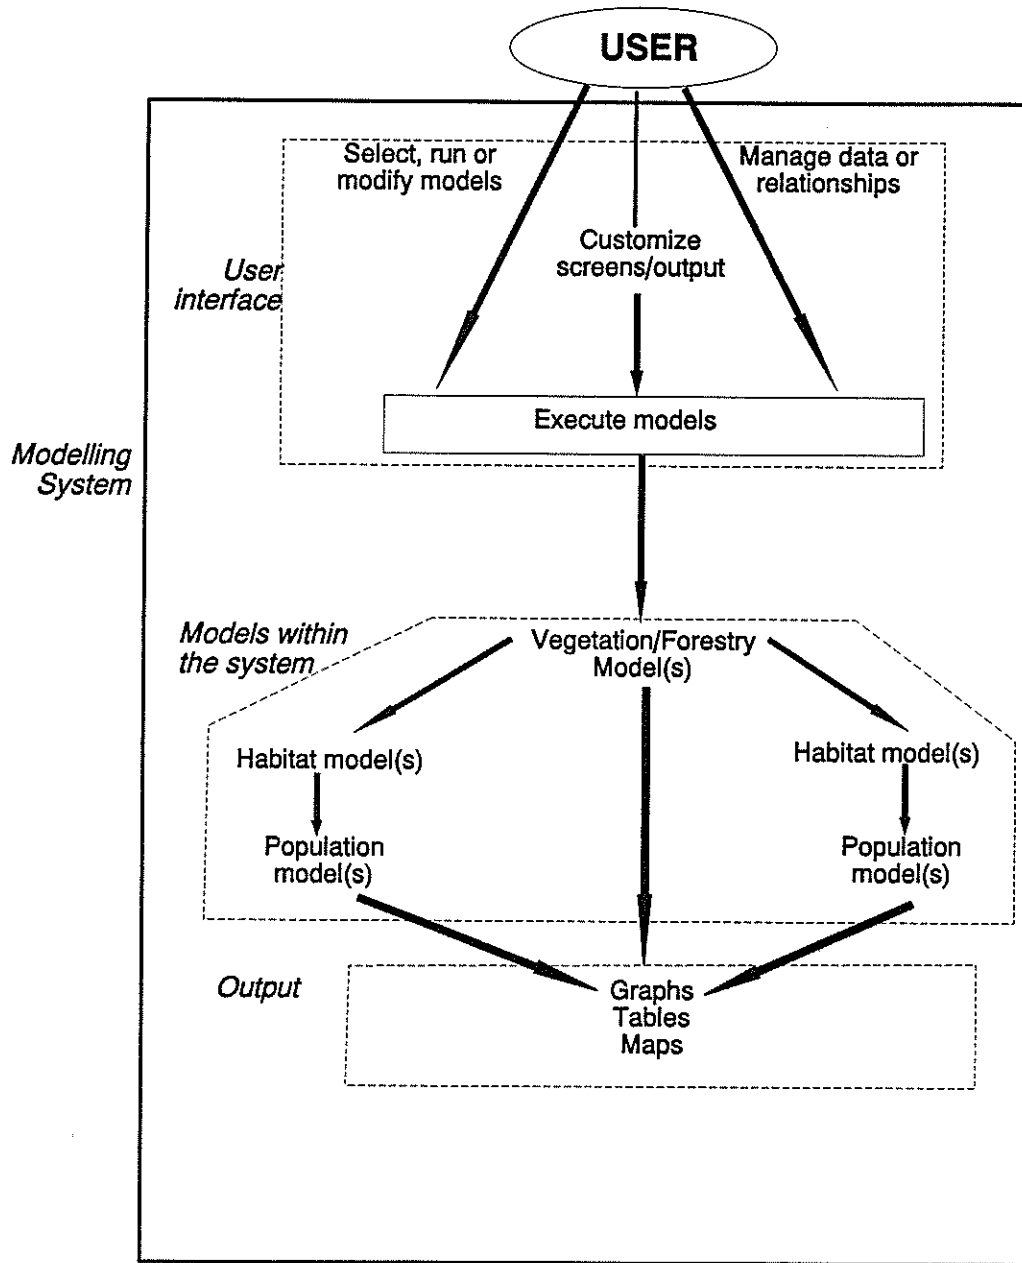 USER
Select, run or
modify models
Manage data or
relationships
Customize
screens/output
User
interface
Execute models
Modelling
System
Models within
the system
Vegetation/Forestry
Model(s)
Habitat model(s)
Habitat model(s)
Population
model(s)
Population
model(s)
Output
Graphs
Tables
Maps